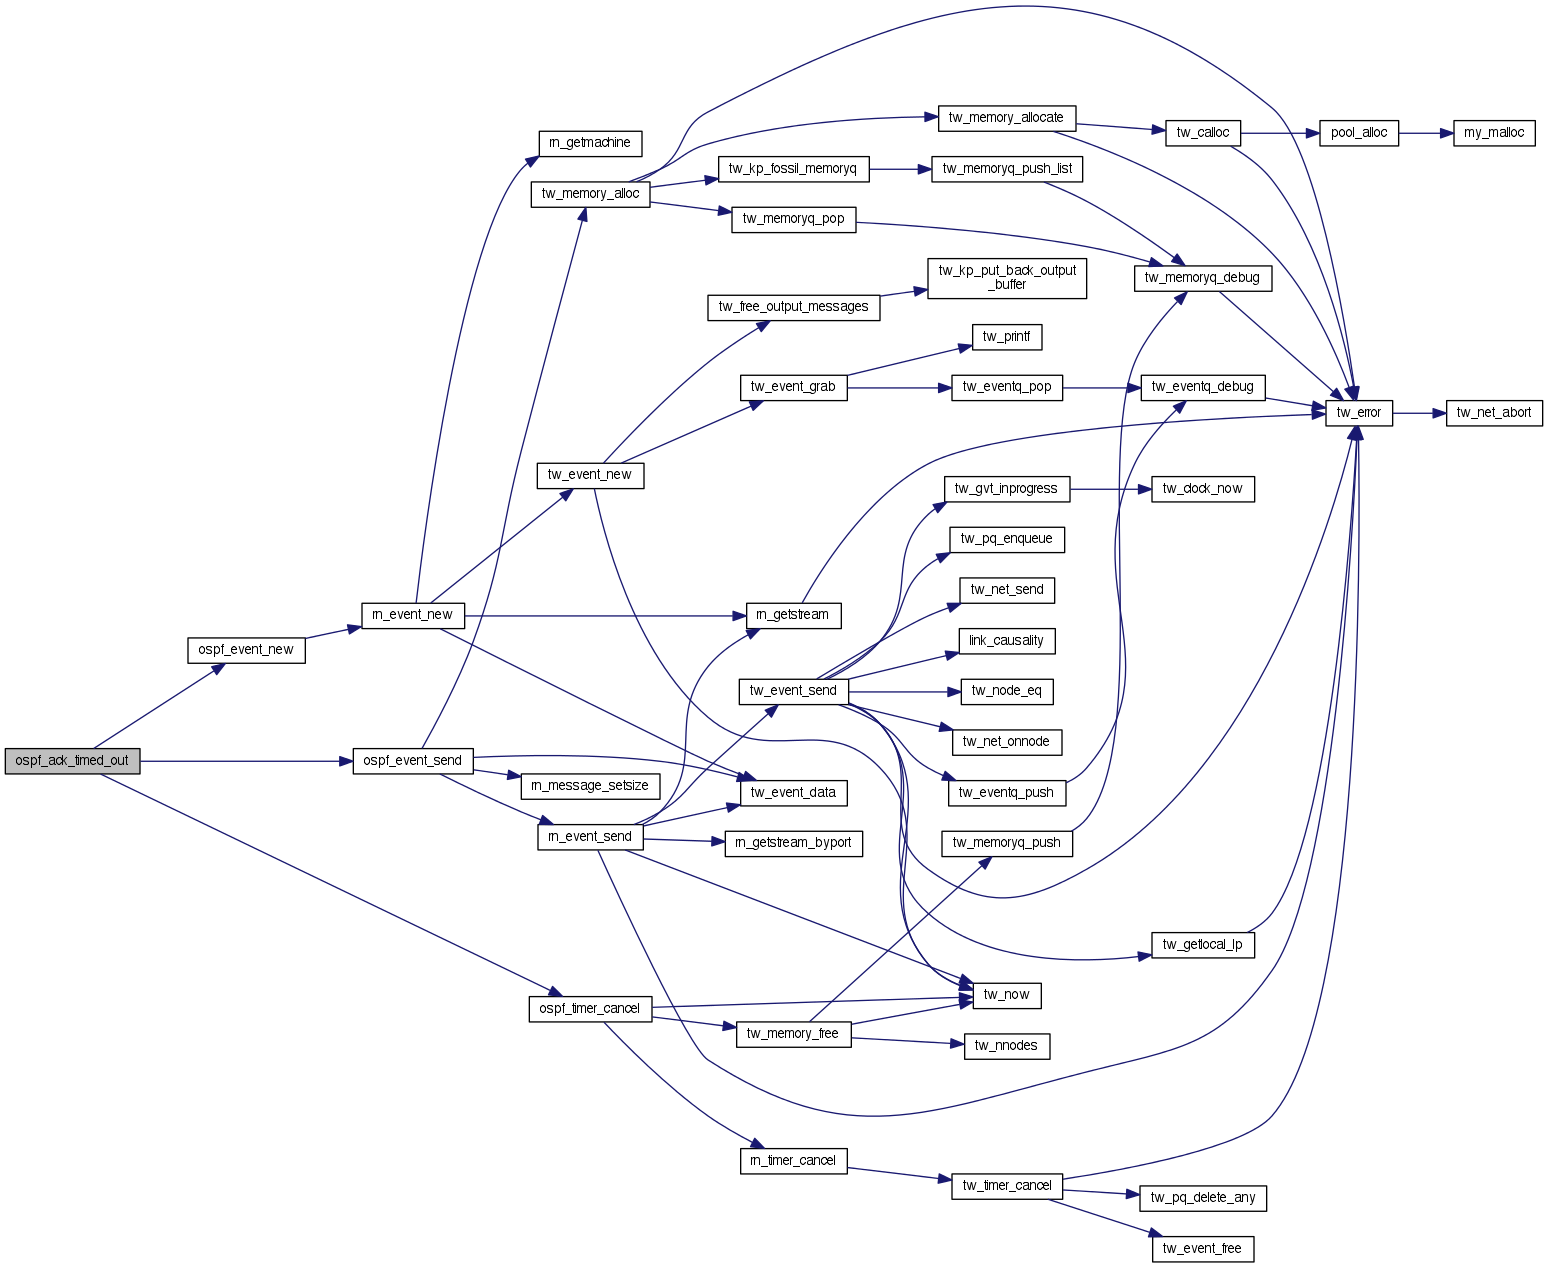 tw_memory_allocate
tw_calloc
pool_alloc
my_malloc
rn_getmachine
tw_kp_fossil_memoryq
tw_memoryq_push_list
tw_memory_alloc
tw_memoryq_pop
tw_kp_put_back_output
_buffer
tw_memoryq_debug
tw_free_output_messages
tw_printf
tw_event_grab
tw_eventq_pop
tw_eventq_debug
tw_error
tw_net_abort
tw_event_new
tw_gvt_inprogress
tw_clock_now
tw_pq_enqueue
tw_net_send
rn_event_new
rn_getstream
link_causality
ospf_event_new
tw_event_send
tw_node_eq
tw_net_onnode
ospf_ack_timed_out
ospf_event_send
rn_message_setsize
tw_event_data
tw_eventq_push
rn_event_send
rn_getstream_byport
tw_memoryq_push
tw_getlocal_lp
tw_now
ospf_timer_cancel
tw_memory_free
tw_nnodes
rn_timer_cancel
tw_timer_cancel
tw_pq_delete_any
tw_event_free